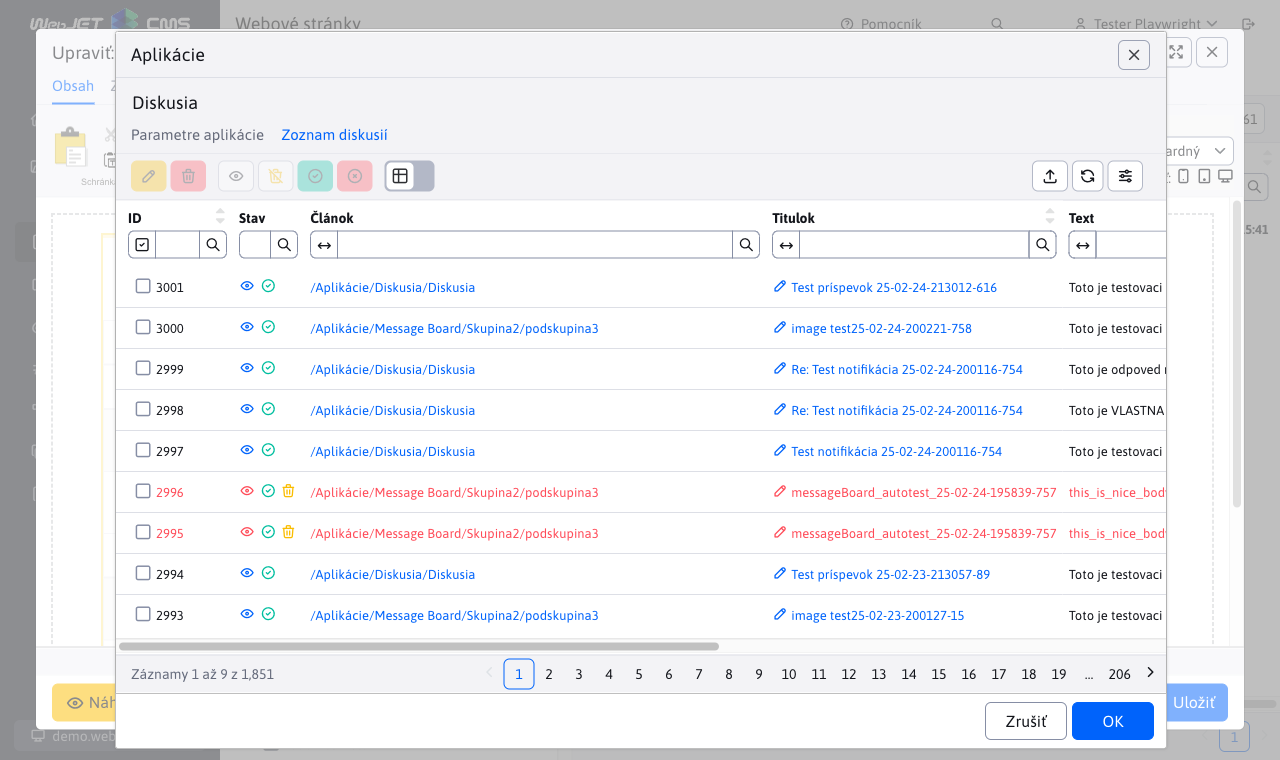 WebJET CMS
Webové stránky
Pomocník
Tester Playwright
Upraviť:
Obsah
Aplikácie
Diskusia
Parametre aplikácie
Zoznam diskusií
Schránka
ardný
ID
Stav
Článok
Titulok
Text
3001
/Aplikácie/Diskusia/Diskusia
Test príspevok 25-02-24-213012-616
Toto je testovaci
3000
/Aplikácie/Message Board/Skupina2/podskupina3
image test25-02-24-200221-758
Toto je testovaci
2999
/Aplikácie/Diskusia/Diskusia
Re: Test notifikácia 25-02-24-200116-754
Toto je odpoved
2998
/Aplikácie/Diskusia/Diskusia
Re: Test notifikácia 25-02-24-200116-754
Toto je VLASTNA
2997
/Aplikácie/Diskusia/Diskusia
Test notifikácia 25-02-24-200116-754
Toto je testovaci
2996
/Aplikácie/Message Board/Skupina2/podskupina3
messageBoard_autotest_25-02-24-195839-757
this_is_nice_body
2995
/Aplikácie/Message Board/Skupina2/podskupina3
messageBoard_autotest_25-02-24-195839-757
this_is_nice_body
2994
/Aplikácie/Diskusia/Diskusia
Test príspevok 25-02-23-213057-89
Toto je testovaci
2993
/Aplikácie/Message Board/Skupina2/podskupina3
image test25-02-23-200127-15
Toto je testovaci
Záznamy 1 až 9 z 1,851
1 2 3 4 5 6 7 8 9 10 11 12 13 14 15 16 17 18 19 ... 206
Náh
Zrušiť
OK
Uložiť
demo.web
1
61
5:41